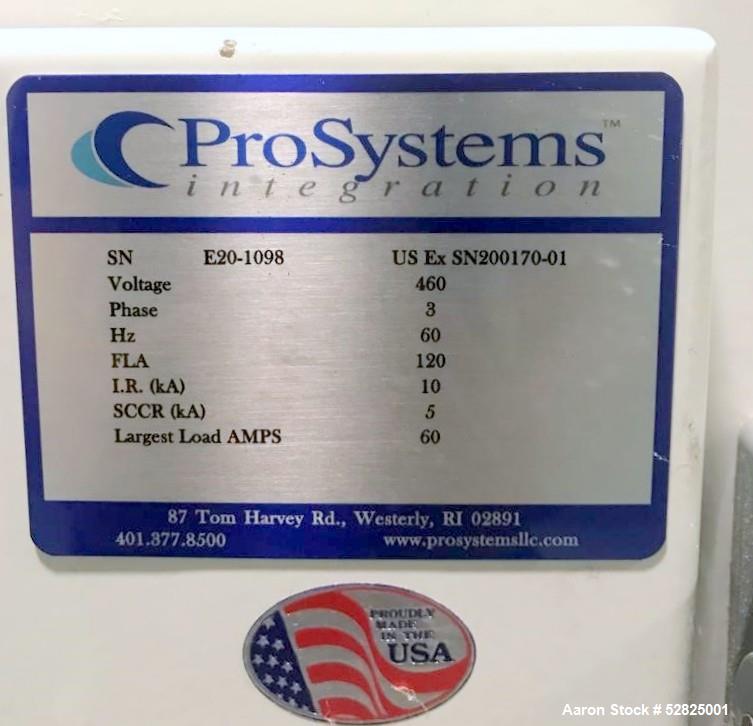 ProSystems™
integration
SN E20-1098 US Ex SN200170-01
Voltage 460
Phase 3
Hz 60
FLA 120
I.R. (kA) 10
SCCR (kA) 5
Largest Load AMPS 60
87 Tom Harvey Rd., Westerly, RI 02891
401.377.8500 www.prosystemsllc.com
PROUDLY
MADE
IN THE
USA
Aaron Stock # 52825001